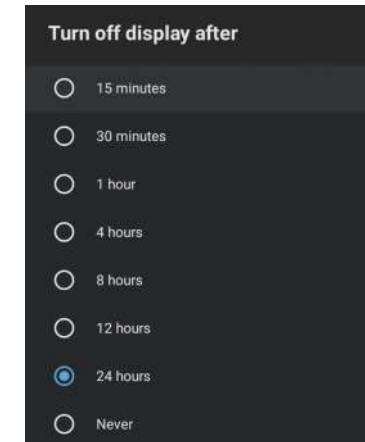 Turn off display after
15 minutes
30 minutes
1 hour
4 hours
8 hours
12 hours
24 hours
Never